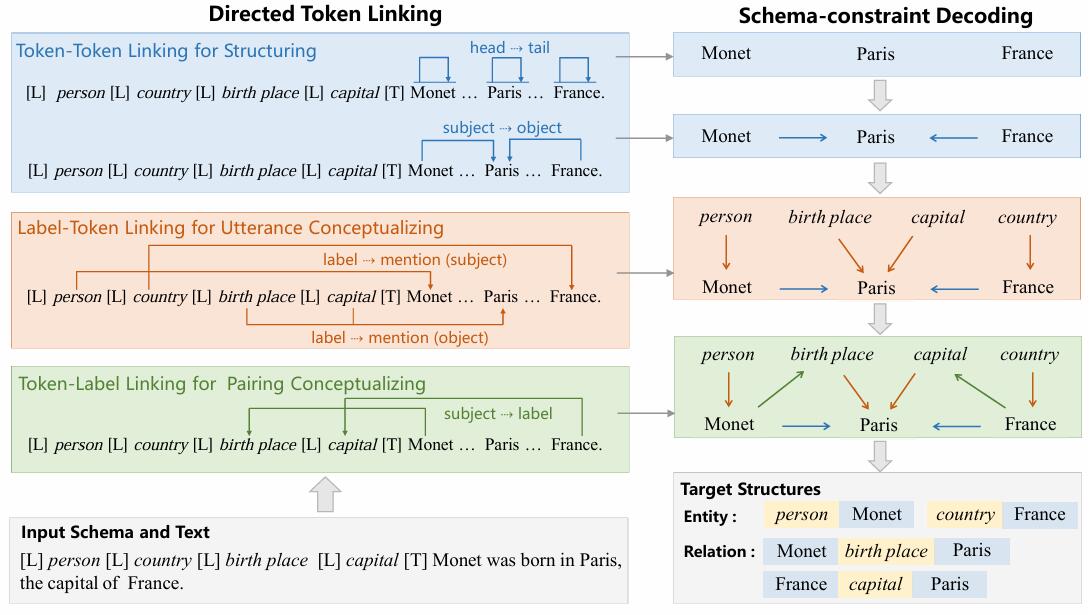 Directed Token Linking
Token-Token Linking for Structuring
head ⇢ tail
[L] person [L] country [L] birth place [L] capital [T] Monet … Paris … France.
subject ⇢ object
[L] person [L] country [L] birth place [L] capital [T] Monet … Paris … France.
Label-Token Linking for Utterance Conceptualizing
label ⇢ mention (subject)
[L] person [L] country [L] birth place [L] capital [T] Monet … Paris … France.
label ⇢ mention (object)
Token-Label Linking for Pairing Conceptualizing
subject ⇢ label
[L] person [L] country [L] birth place [L] capital [T] Monet … Paris … France.
Input Schema and Text
[L] person [L] country [L] birth place [L] capital [T] Monet was born in Paris,
the capital of France.
Schema-constraint Decoding
Monet Paris France
Monet Paris France
person birth place capital country
Monet Paris France
person birth place capital country
Monet Paris France
Target Structures
Entity : person Monet country France
Relation : Monet birth place Paris
France capital Paris